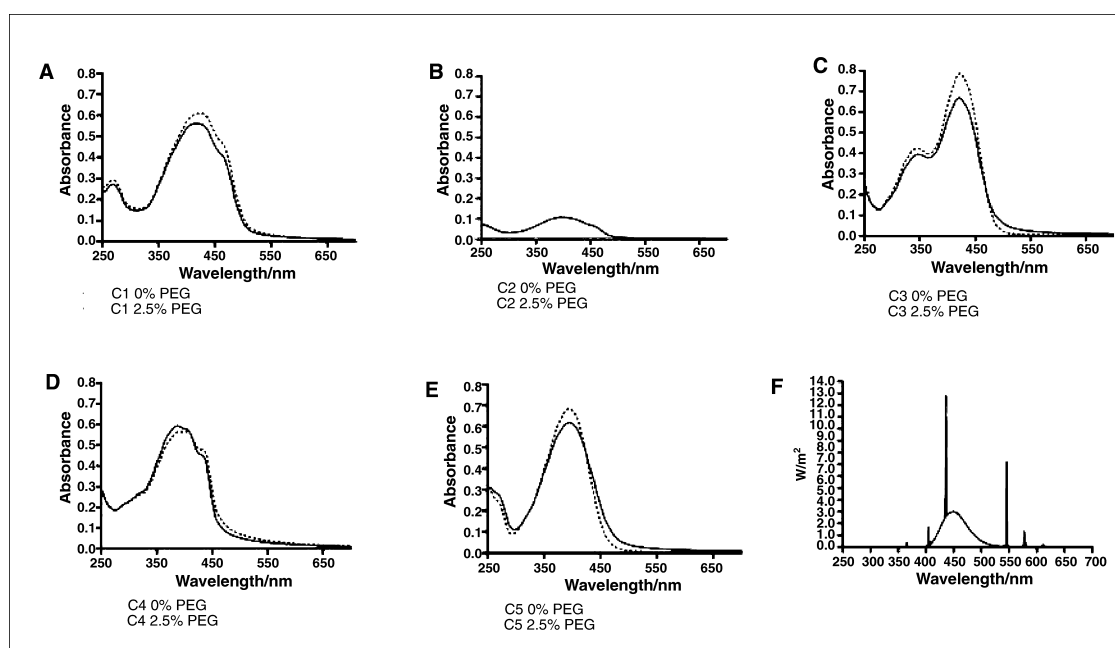 A
0.8
0.7
0.6
0.5
0.4
0.3
0.2
0.1
0.0
Absorbance
250 350 450 550 650
Wavelength/nm
C1 0% PEG
C1 2.5% PEG
B
0.8
0.7
0.6
0.5
0.4
0.3
0.2
0.1
0.0
Absorbance
250 350 450 550 650
Wavelength/nm
C2 0% PEG
C2 2.5% PEG
C
0.8
0.7
0.6
0.5
0.4
0.3
0.2
0.1
0.0
Absorbance
250 350 450 550 650
Wavelength/nm
C3 0% PEG
C3 2.5% PEG
D
0.8
0.7
0.6
0.5
0.4
0.3
0.2
0.1
0.0
Absorbance
250 350 450 550 650
Wavelength/nm
C4 0% PEG
C4 2.5% PEG
E
0.8
0.7
0.6
0.5
0.4
0.3
0.2
0.1
0.0
Absorbance
250 350 450 550 650
Wavelength/nm
C5 0% PEG
C5 2.5% PEG
F
14.0
13.0
12.0
11.0
10.0
9.0
8.0
7.0
6.0
5.0
4.0
3.0
2.0
1.0
0.0
W/m²
250 300 350 400 450 500 550 600 650 700
Wavelength/nm